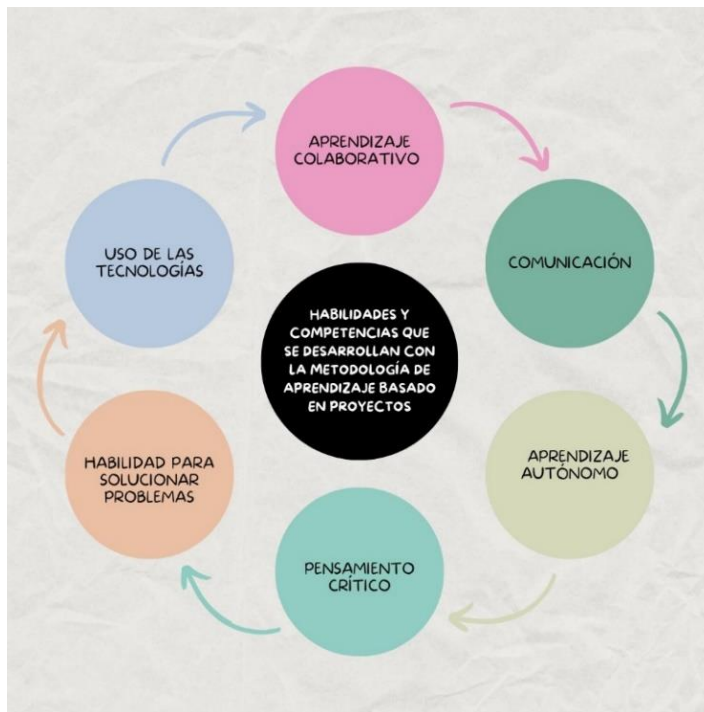 APRENDIZAJE
COLABORATIVO
COMUNICACIÓN
APRENDIZAJE
AUTÓNOMO
PENSAMIENTO
CRÍTICO
HABILIDAD PARA
SOLUCIONAR
PROBLEMAS
USO DE LAS
TECNOLOGÍAS
HABILIDADES Y
COMPETENCIAS QUE
SE DESARROLLAN CON
LA METODOLOGÍA DE
APRENDIZAJE BASADO
EN PROYECTOS